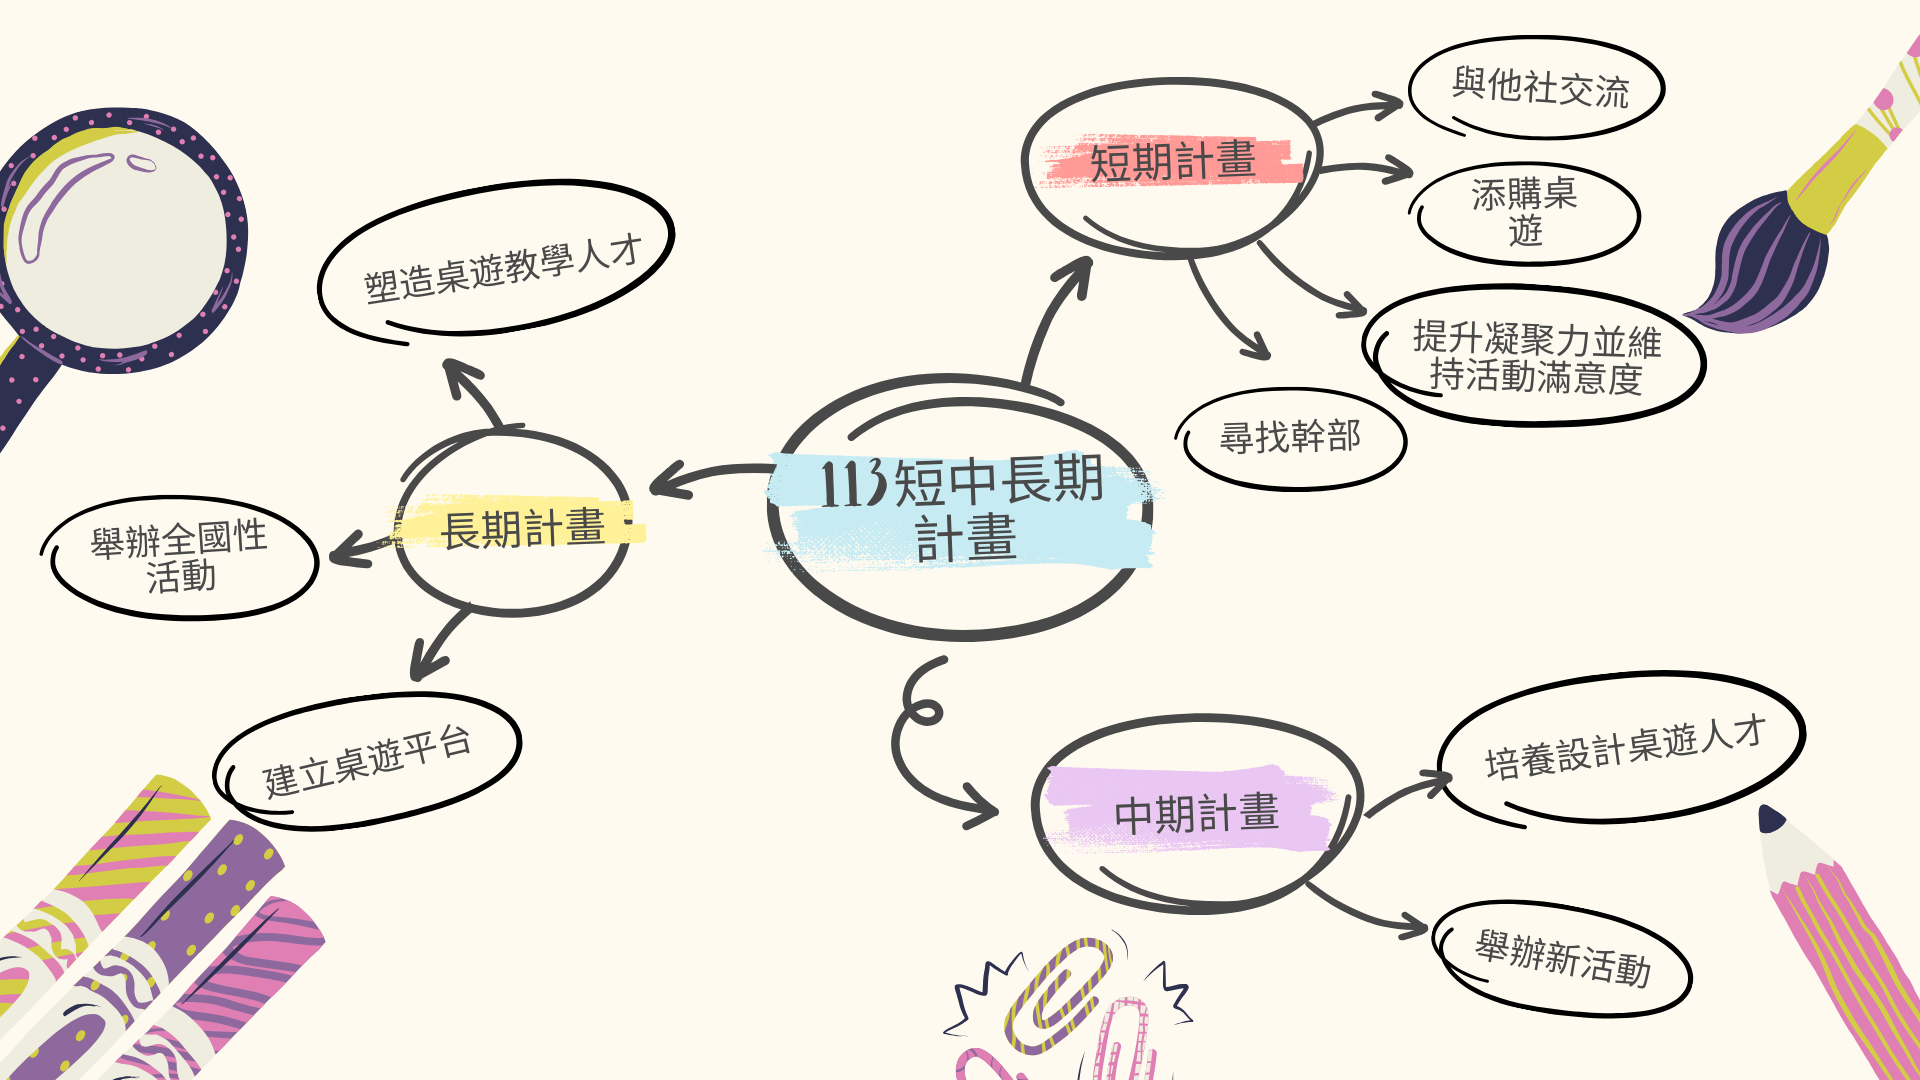 113短中長期
計畫
短期計畫
與他社交流
添購桌
遊
提升凝聚力並維
持活動滿意度
尋找幹部
中期計畫
培養設計桌遊人才
舉辦新活動
長期計畫
塑造桌遊教學人才
舉辦全國性
活動
建立桌遊平台